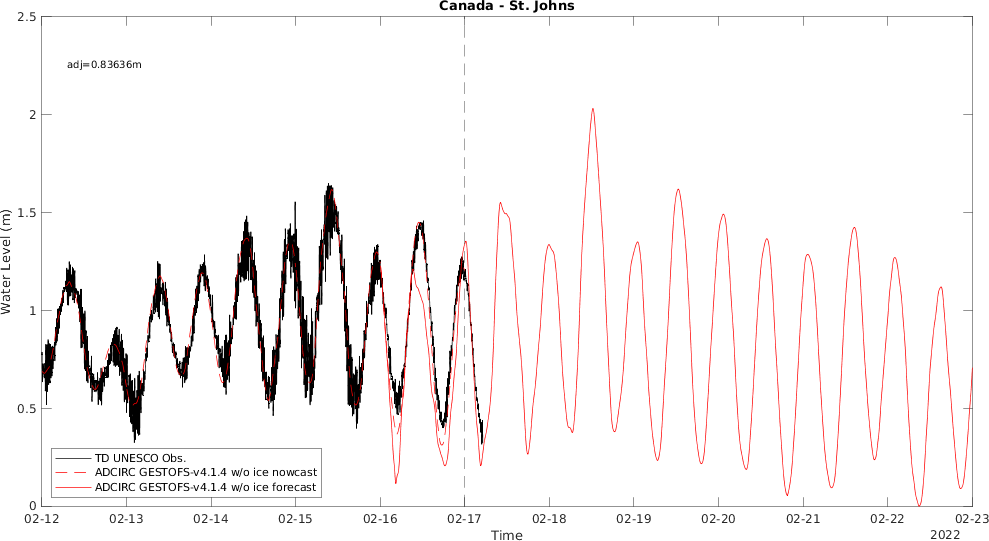 Canada - St. Johns
2.5
adj=0.83636m
2
1.5
Water Level (m)
1
0.5
TD UNESCO Obs.
ADCIRC GESTOFS-v4.1.4 w/o ice nowcast
ADCIRC GESTOFS-v4.1.4 w/o ice forecast
0
02-12 02-13 02-14 02-15 02-16 02-17 02-18 02-19 02-20 02-21 02-22 02-23
Time
2022